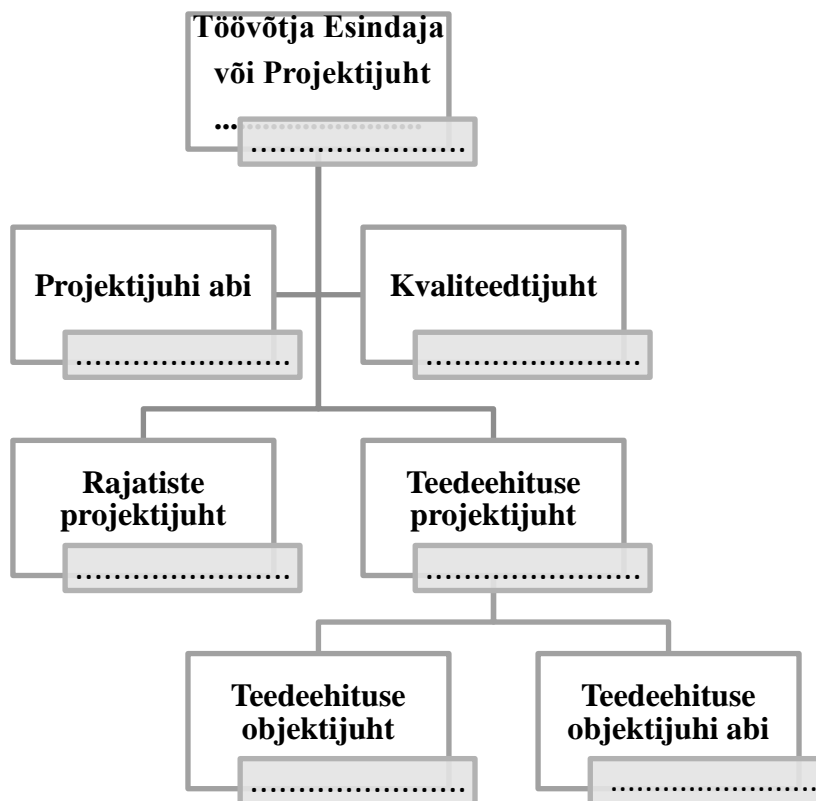 Töövõtja Esindaja
või Projektijuht
........................
.......................
Projektijuhi abi
.......................
Kvaliteedtijuht
.......................
Rajatiste
projektijuht
.......................
Teedeehituse
projektijuht
.......................
Teedeehituse
objektijuht
.......................
Teedeehituse
objektijuhi abi
.......................